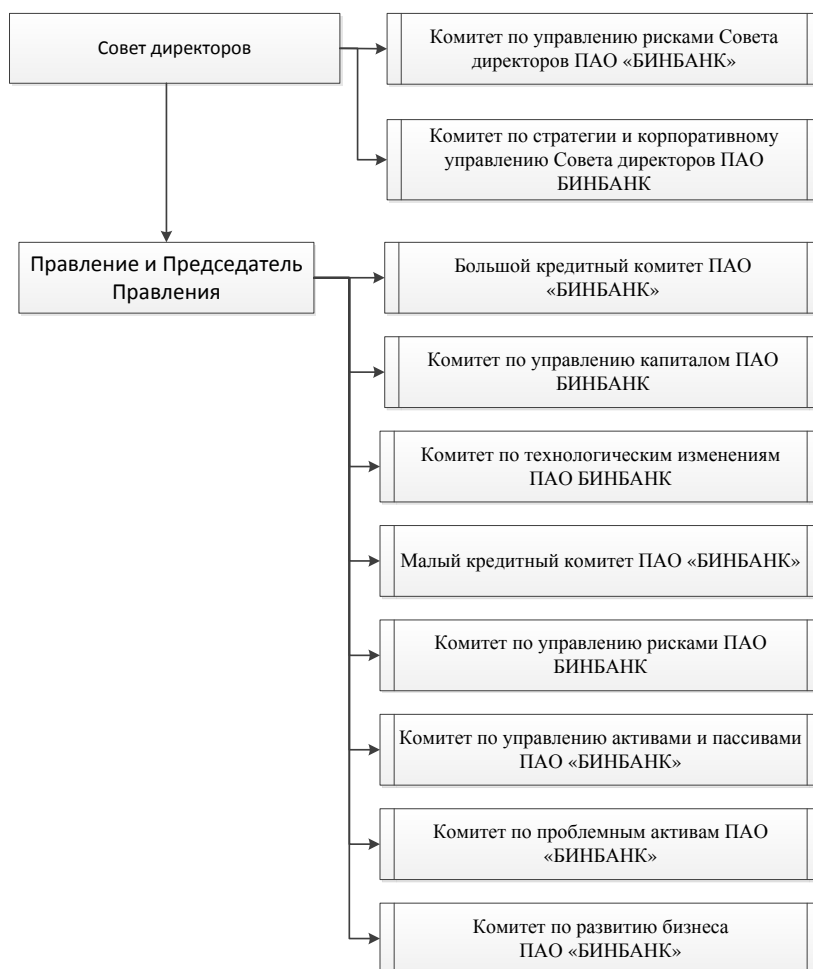 Совет директоров
Комитет по управлению рисками Совета
директоров ПАО «БИНБАНК»
Комитет по стратегии и корпоративному
управлению Совета директоров ПАО
БИНБАНК
Правление и Председатель
Правления
Большой кредитный комитет ПАО
«БИНБАНК»
Комитет по управлению капиталом ПАО
БИНБАНК
Комитет по технологическим изменениям
ПАО БИНБАНК
Малый кредитный комитет ПАО «БИНБАНК»
Комитет по управлению рисками ПАО
БИНБАНК
Комитет по управлению активами и пассивами
ПАО «БИНБАНК»
Комитет по проблемным активам ПАО
«БИНБАНК»
Комитет по развитию бизнеса
ПАО «БИНБАНК»